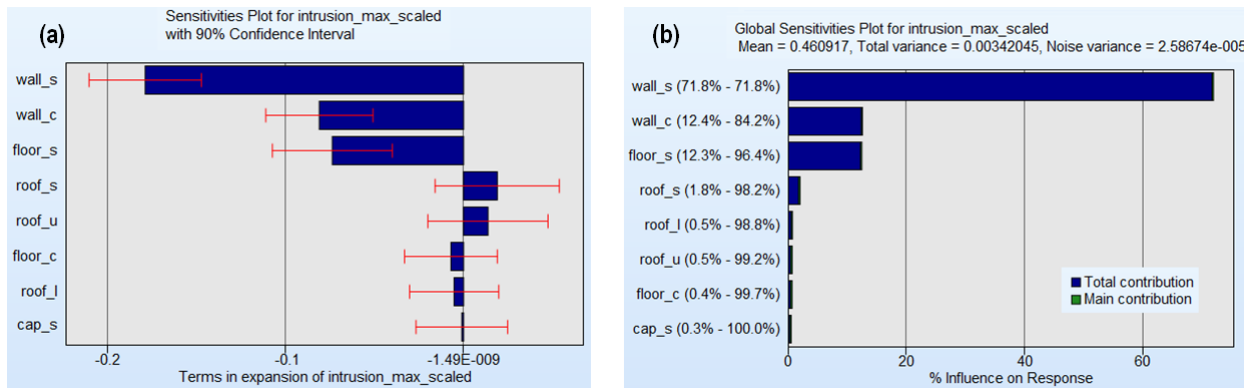 (a)
Sensitivities Plot for intrusion_max_scaled
with 90% Confidence Interval
wall_s
wall_c
floor_s
roof_s
roof_u
floor_c
roof_l
cap_s
-0.2 -0.1 -1.49E-009
Terms in expansion of intrusion_max_scaled
(b)
Global Sensitivities Plot for intrusion_max_scaled
Mean = 0.460917, Total variance = 0.00342045, Noise variance = 2.58674e-005
wall_s (71.8% - 71.8%)
wall_c (12.4% - 84.2%)
floor_s (12.3% - 96.4%)
roof_s (1.8% - 98.2%)
roof_l (0.5% - 98.8%)
roof_u (0.5% - 99.2%)
floor_c (0.4% - 99.7%)
cap_s (0.3% - 100.0%)
Total contribution
Main contribution
0 20 40 60
% Influence on Response